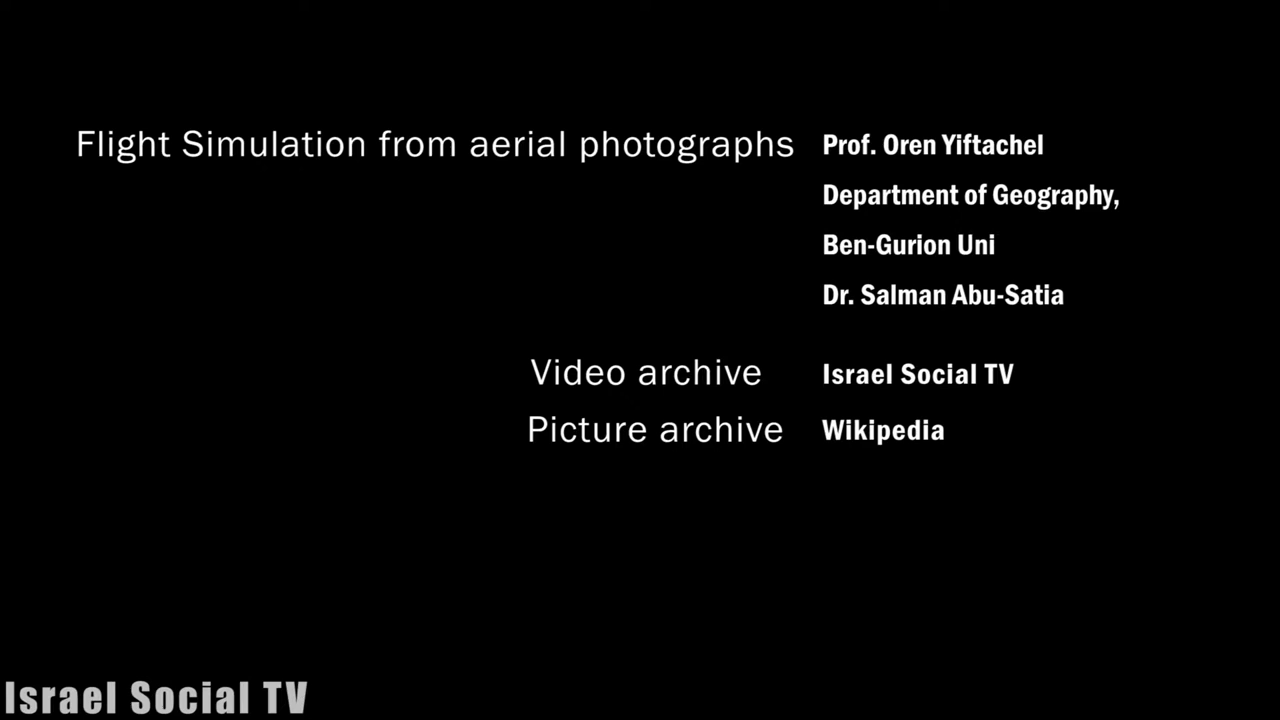 Flight Simulation from aerial photographs Prof. Oren Yiftachel
Department of Geography,
Ben-Gurion Uni
Dr. Salman Abu-Satia
Video archive Israel Social TV
Picture archive Wikipedia
Israel Social TV